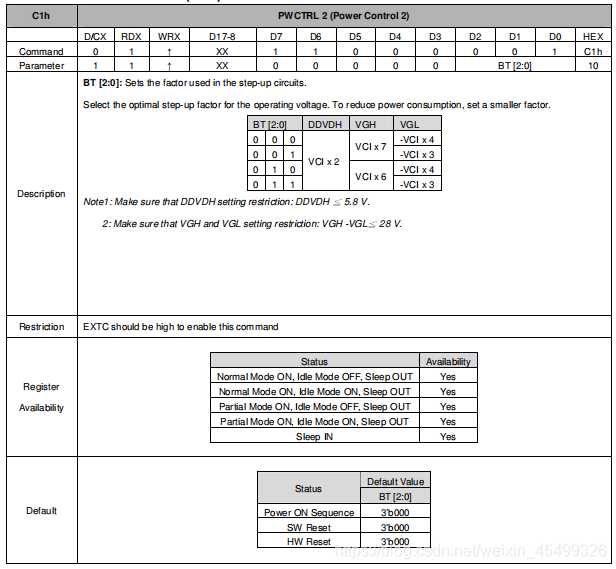 C1h PWCTRL 2 (Power Control 2)
D/CX RDX WRX D17-8 D7 D6 D5 D4 D3 D2 D1 D0 HEX
Command 0 1 ↑ XX 1 1 0 0 0 0 0 1 C1h
Parameter 1 1 ↑ XX 0 0 0 0 0 BT [2:0] 10
Description
BT [2:0]: Sets the factor used in the step-up circuits.
Select the optimal step-up factor for the operating voltage. To reduce power consumption, set a smaller factor.
BT [2:0] DDVDH VGH VGL
0 0 0 VCI x 2 VCI x 7 -VCI x 4
0 0 1 -VCI x 3
0 1 0 VCI x 6 -VCI x 4
0 1 1 -VCI x 3
Note1: Make sure that DDVDH setting restriction: DDVDH ≦ 5.8 V.
2: Make sure that VGH and VGL setting restriction: VGH -VGL≦ 28 V.
Restriction EXTC should be high to enable this command
Register
Availability
Status Availability
Normal Mode ON, Idle Mode OFF, Sleep OUT Yes
Normal Mode ON, Idle Mode ON, Sleep OUT Yes
Partial Mode ON, Idle Mode OFF, Sleep OUT Yes
Partial Mode ON, Idle Mode ON, Sleep OUT Yes
Sleep IN Yes
Default
Status Default Value
BT [2:0]
Power ON Sequence 3'b000
SW Reset 3'b000
HW Reset 3'b000
https://blog.csdn.net/weixin_45499326